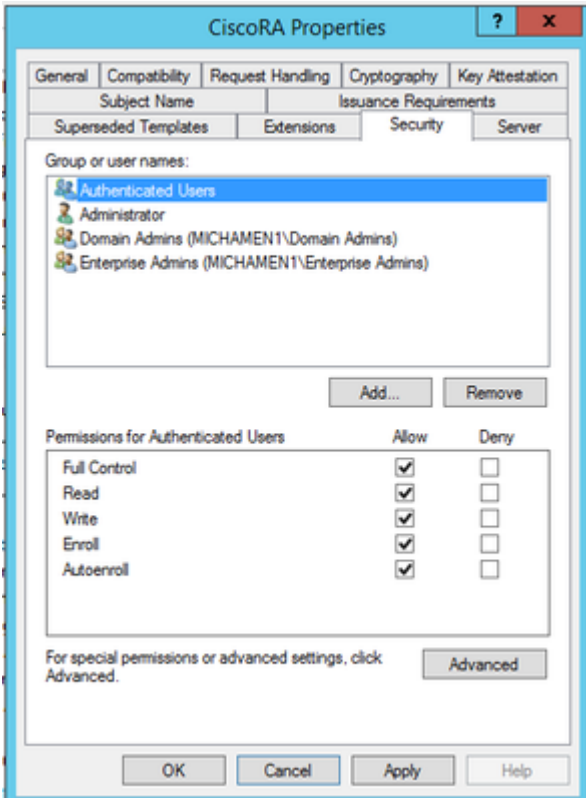 CiscoRA Properties
?
x
General
Compatibility
Request Handling
Cryptography
Key Attestation
Subject Name
Issuance Requirements
Superseded Templates
Extensions
Security
Server
Group or user names:
Authenticated Users
Administrator
Domain Admins (MICHAMEN1\Domain Admins)
Enterprise Admins (MICHAMEN1\Enterprise Admins)
Add...
Remove
Permissions for Authenticated Users
Allow
Deny
Full Control
Read
Write
Enroll
Autoenroll
For special permissions or advanced settings, click
Advanced.
Advanced
OK
Cancel
Apply
Help